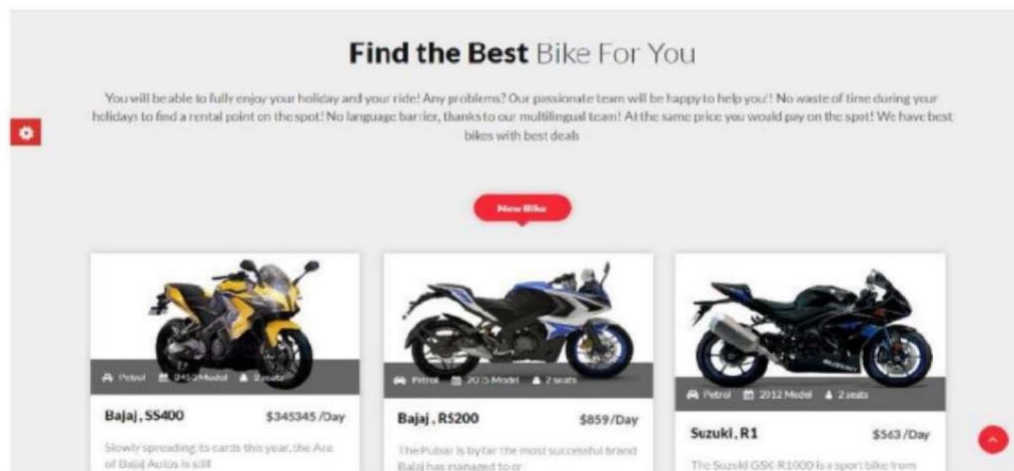 Find the Best Bike For You
You will be able to fully enjoy your holiday and your ride! Any problems? Our passionate team will be happy to help you!! No waste of time during your
holidays to find a rental point on the spot! No language barrier, thanks to our multilingual team! At the same price you would pay on the spot! We have best
bikes with best deals
New Bike
Petrol Model 2 seats
Bajaj, SS400 $345345 /Day
Slowly spreading its cards this year, the Ace
of Bajaj Autos is still
Petrol 2015 Model 2 seats
Bajaj, RS200 $859 /Day
The Pulsar is by far the most successful brand
Bajaj has managed to or
SUZUKI
Petrol 2012 Model 2 seats
Suzuki, R1 $563 /Day
The Suzuki GSX-R1000 is a sport bike from